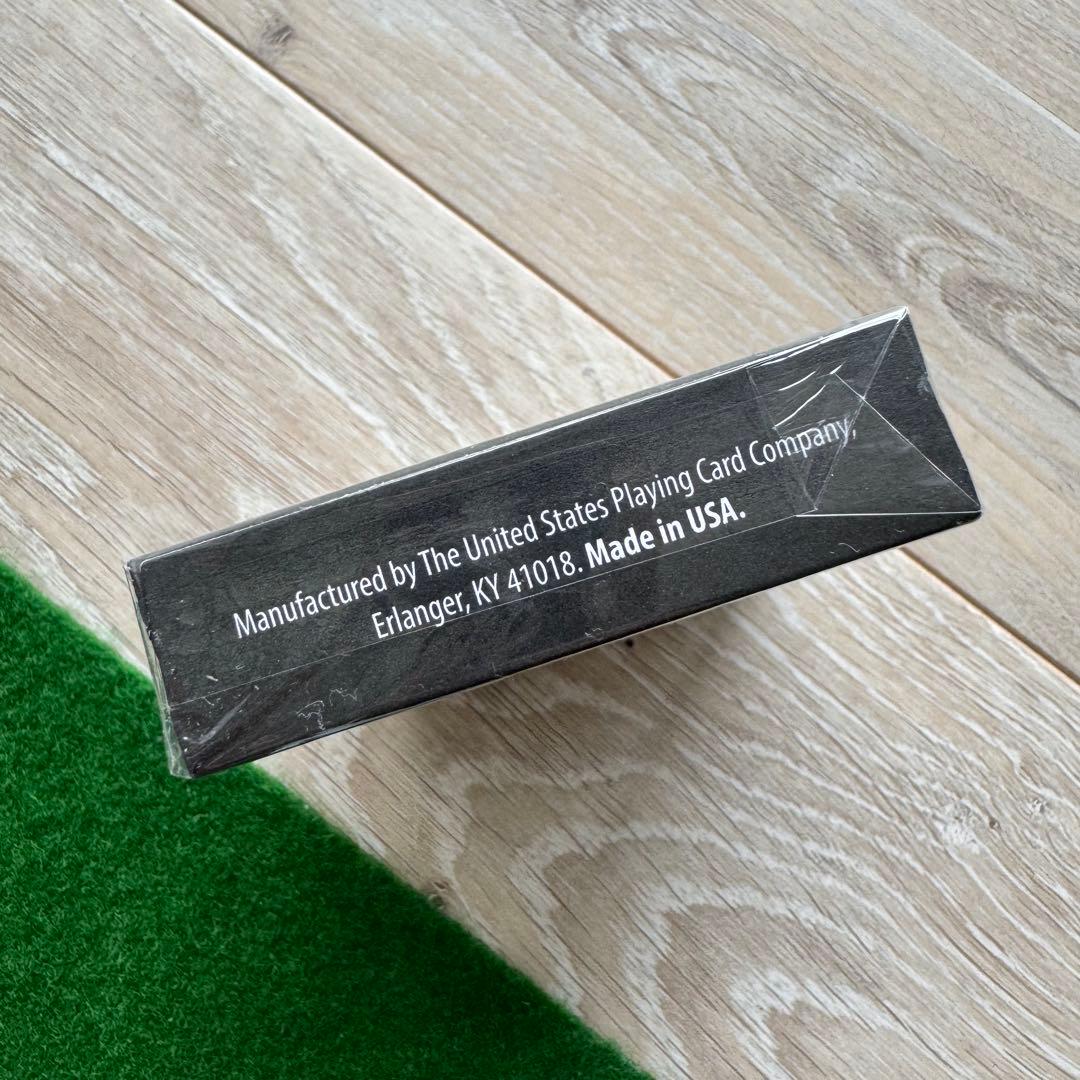 Manufactured by The United States Playing Card Company,
Erlanger, KY 41018. Made in USA.